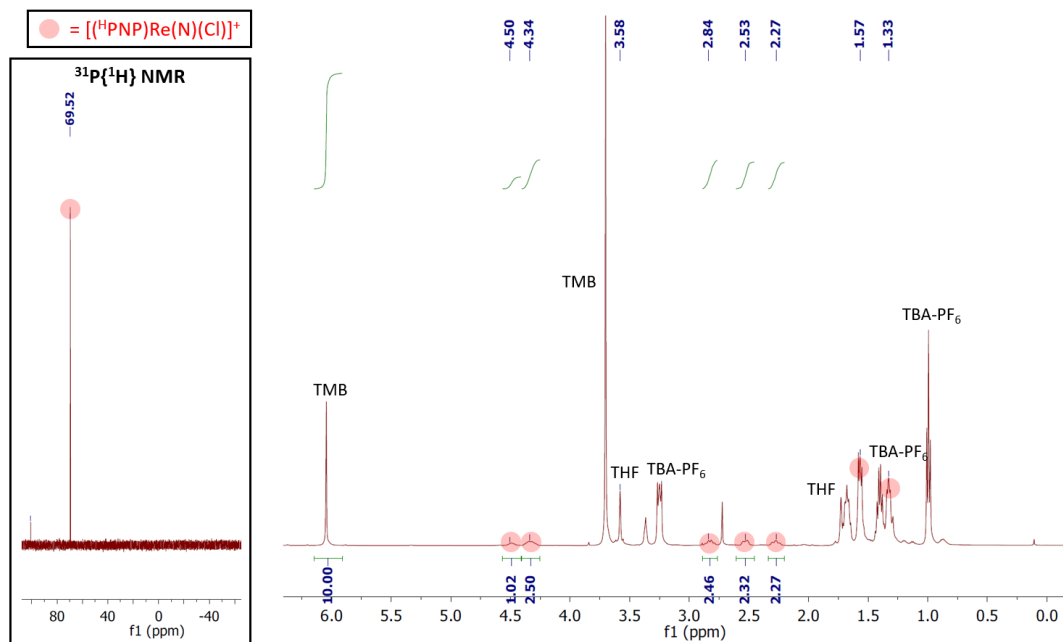 = [(ᴴPNP)Re(N)(Cl)]⁺
³¹P{¹H} NMR
69.52
80 40 0 -40
f1 (ppm)
4.50 4.34 3.58 2.84 2.53 2.27 1.57 1.33
TMB
TMB
THF
TBA-PF₆
THF
TBA-PF₆
TBA-PF₆
10.00 1.02 2.50 2.46 2.32 2.27
6.0 5.5 5.0 4.5 4.0 3.5 3.0 2.5 2.0 1.5 1.0 0.5 0.0
f1 (ppm)